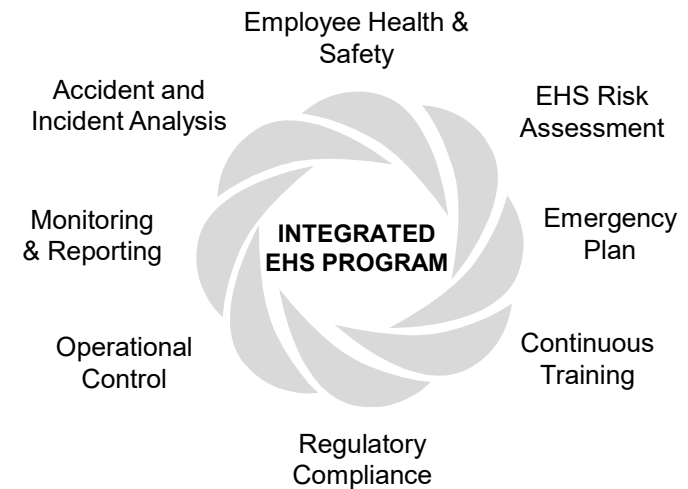 Employee Health &
Safety
EHS Risk
Assessment
Emergency
Plan
Continuous
Training
Regulatory
Compliance
Operational
Control
Monitoring
& Reporting
Accident and
Incident Analysis
INTEGRATED
EHS PROGRAM